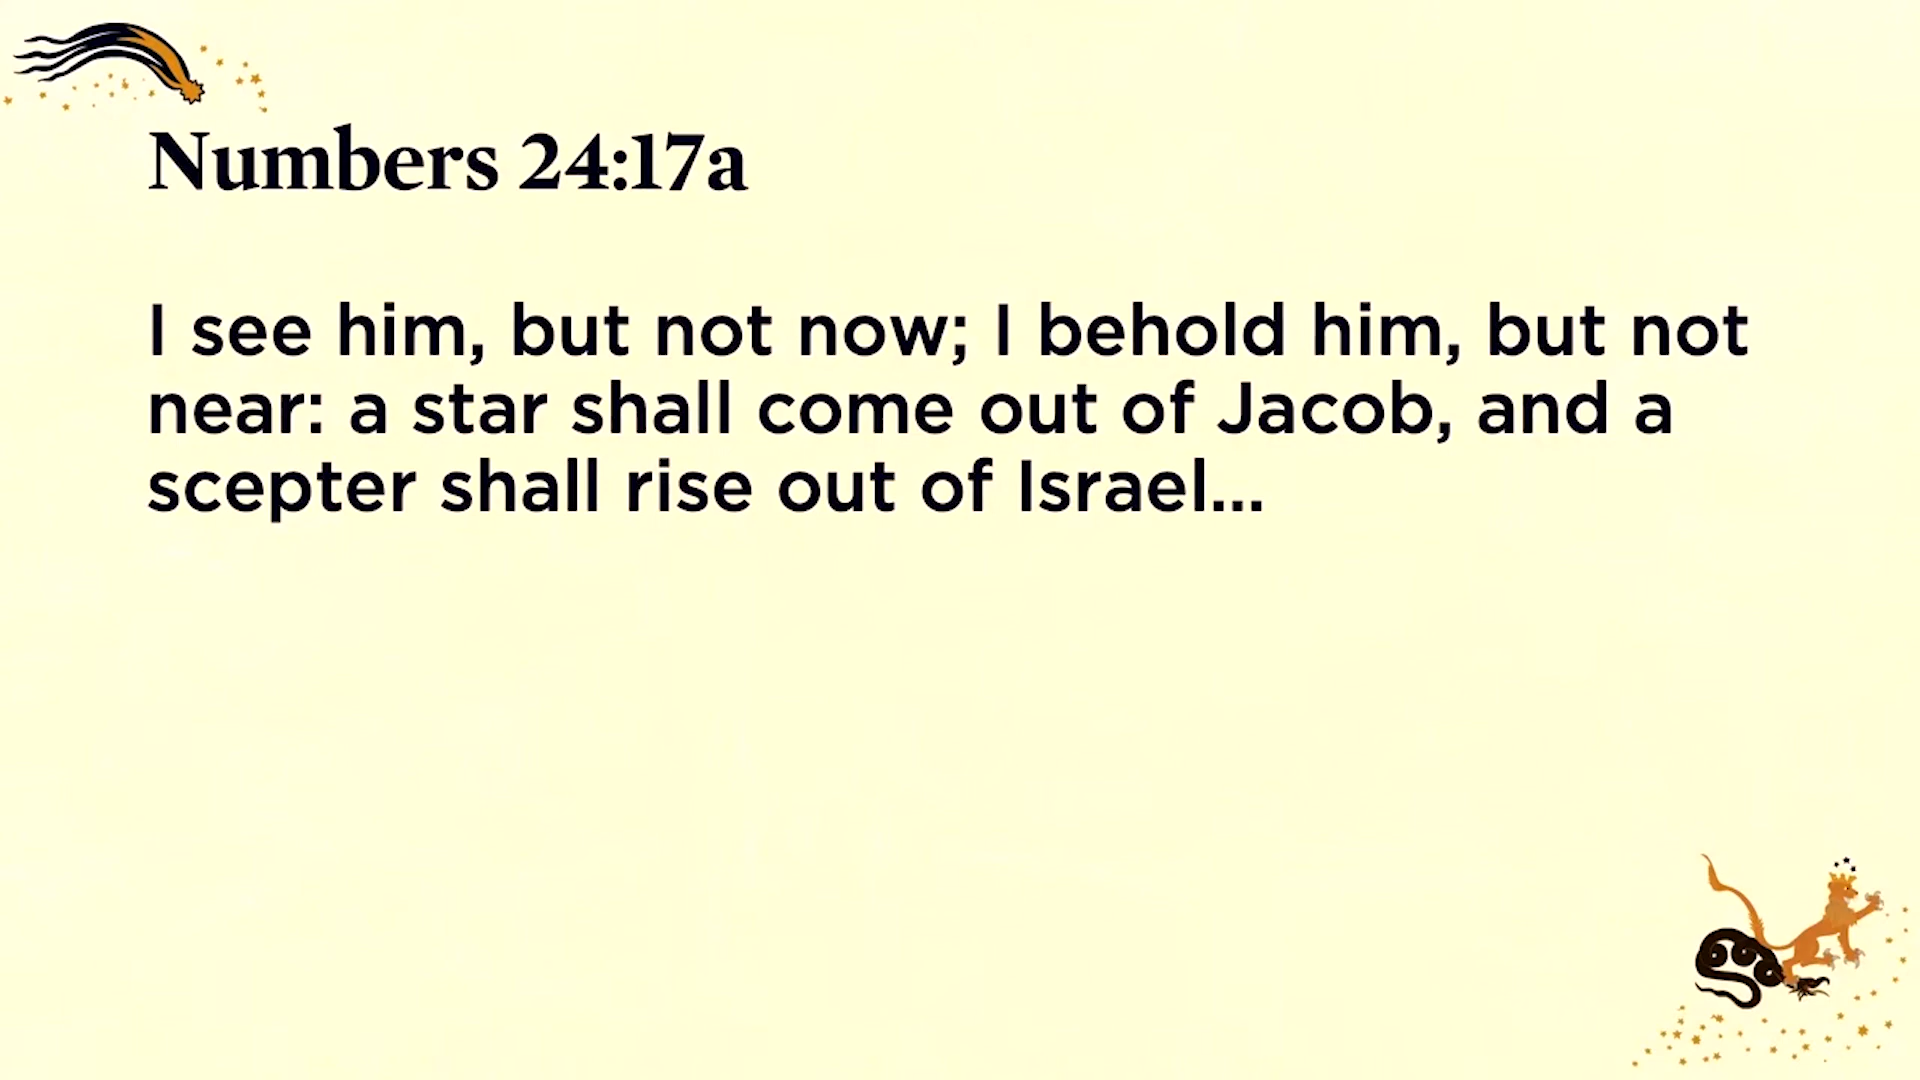 Numbers 24:17a
I see him, but not now; I behold him, but not
near: a star shall come out of Jacob, and a
scepter shall rise out of Israel...